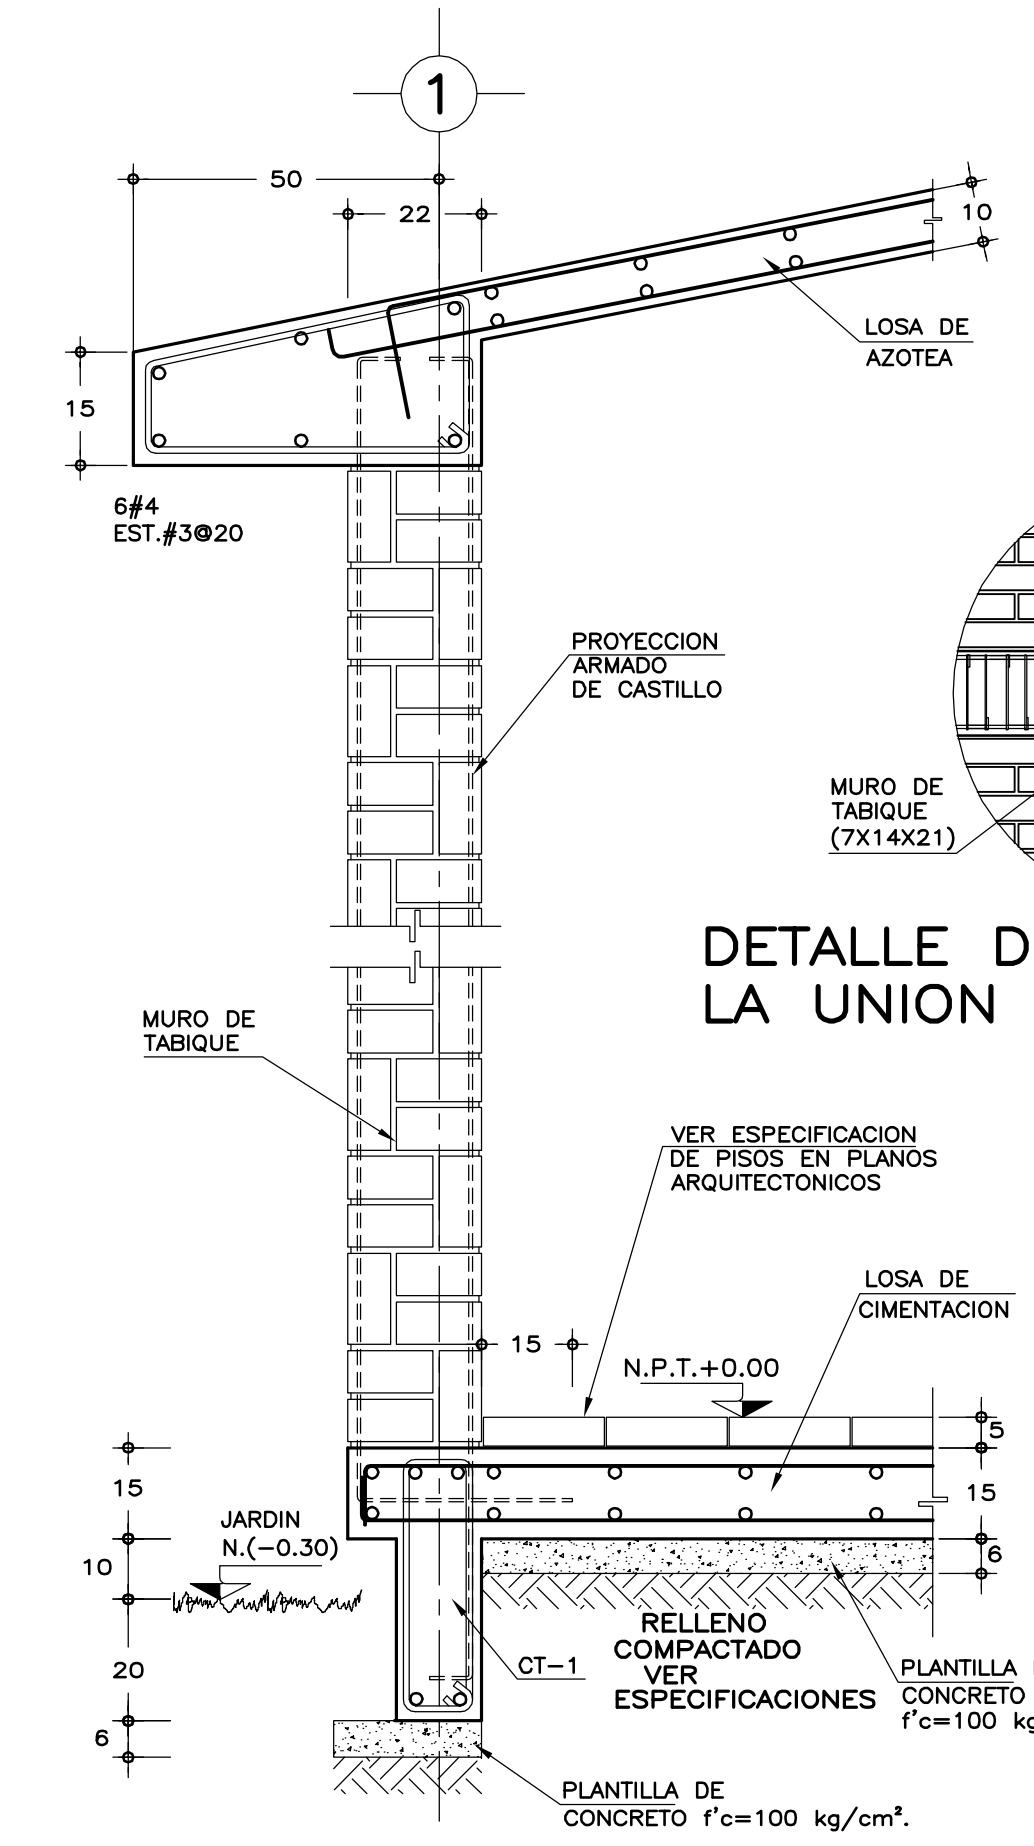 1
50
22
10
LOSA DE
AZOTEA
15
6#4
EST.#3@20
PROYECCION
ARMADO
DE CASTILLO
MURO DE
TABIQUE
(7X14X21)
DETALLE D
LA UNION
MURO DE
TABIQUE
VER ESPECIFICACION
DE PISOS EN PLANOS
ARQUITECTONICOS
LOSA DE
CIMENTACION
15
N.P.T.+0.00
5
15
15
JARDIN
N.(-0.30)
10
6
RELLENO
COMPACTADO
VER
ESPECIFICACIONES
CT-1
20
PLANTILLA
CONCRETO
f'c=100 kg
6
PLANTILLA DE
CONCRETO f'c=100 kg/cm².